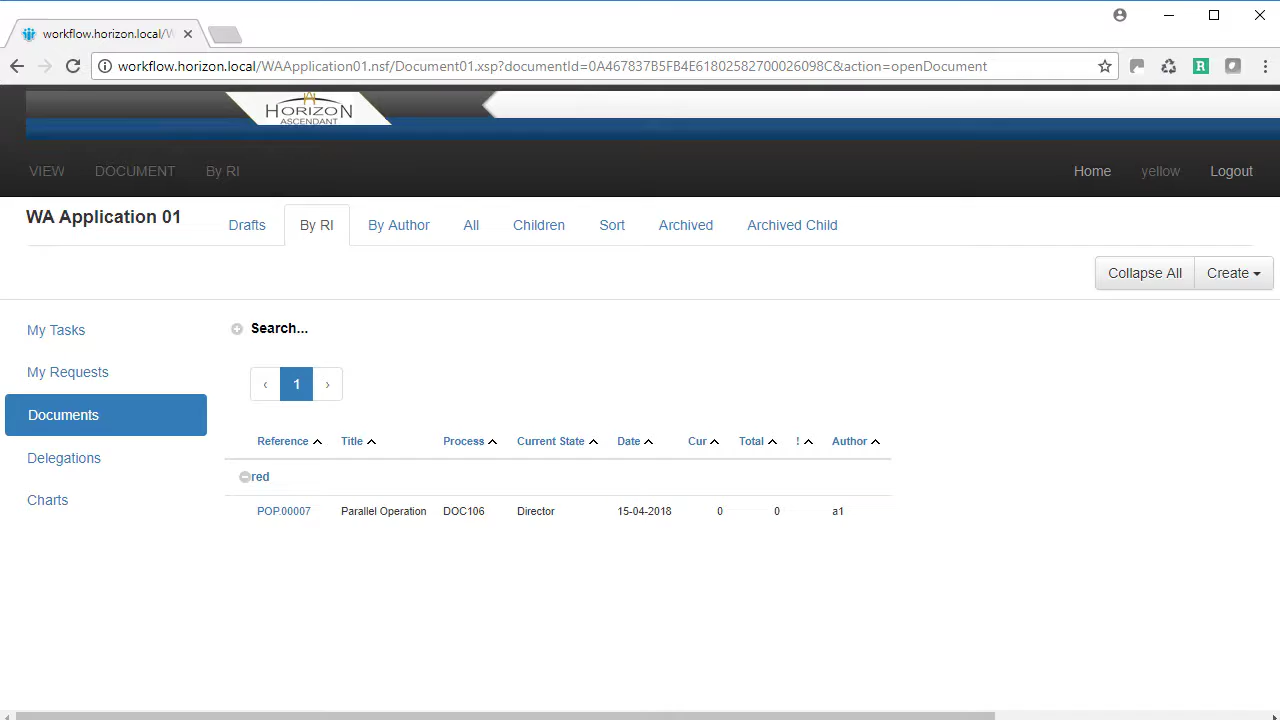 workflow.horizon.local/W
workflow.horizon.local/WAApplication01.nsf/Document01.xsp?documentId=0A467837B5FB4E61802582700026098C&action=openDocument
HORIZON
ASCENDANT
VIEW DOCUMENT By RI Home yellow Logout
WA Application 01 Drafts By RI By Author All Children Sort Archived Archived Child
Collapse All Create
My Tasks
My Requests
Documents
Delegations
Charts
Search...
‹ 1 ›
Reference Title Process Current State Date Cur Total ! Author
red
POP.00007 Parallel Operation DOC106 Director 15-04-2018 0 0 a1